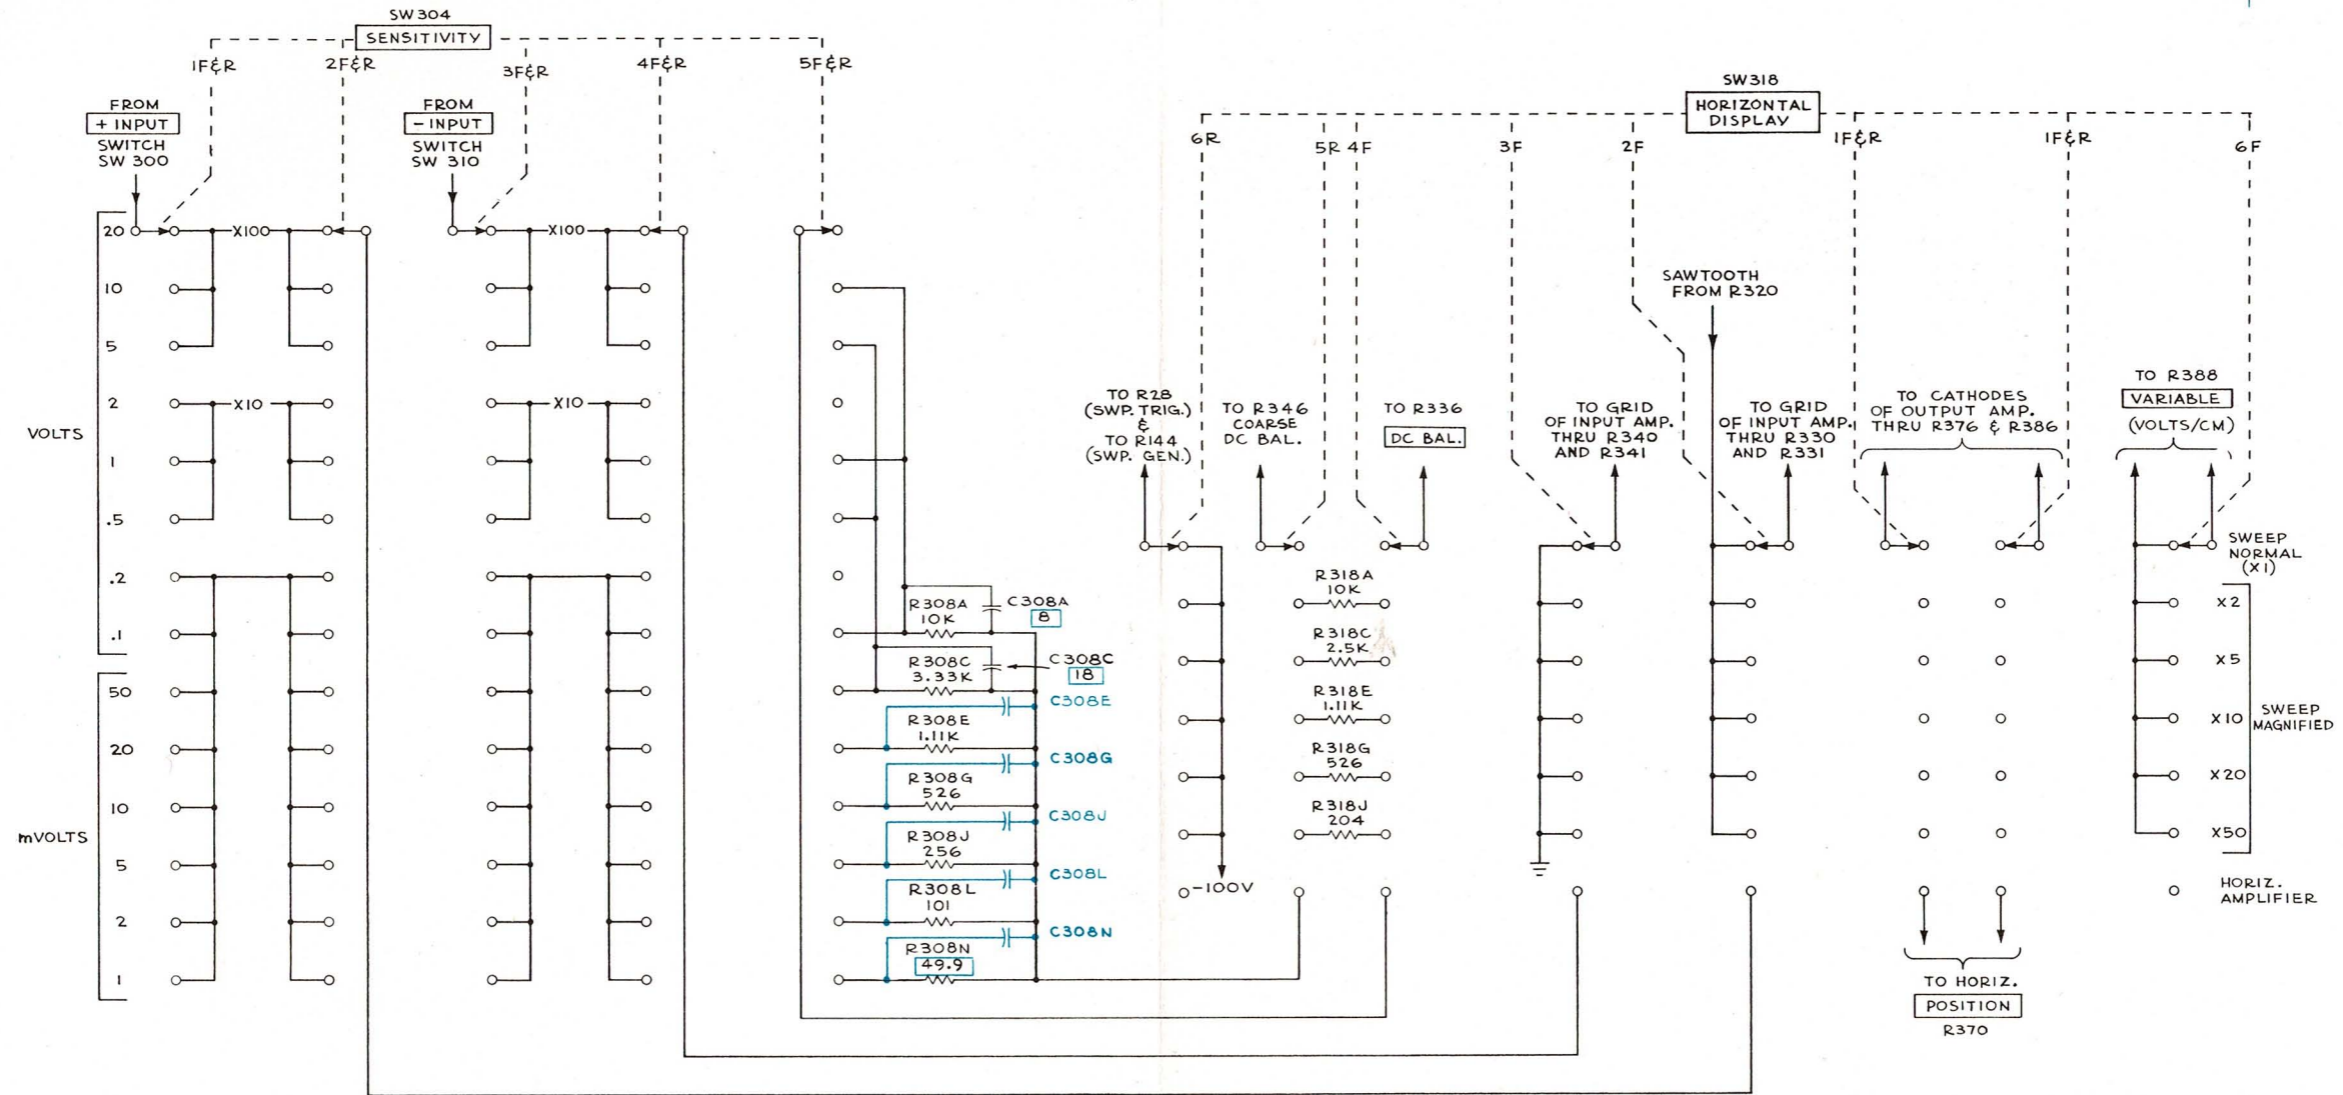 SW304
SENSITIVITY
1F&R
2F&R
3F&R
4F&R
5F&R
FROM
+ INPUT
SWITCH
SW 300
FROM
- INPUT
SWITCH
SW 310
VOLTS
20
10
5
2
1
.5
.2
.1
mVOLTS
50
20
10
5
2
1
X100
X10
X100
X10
R308A
10K
C308A
8
R308C
3.33K
C308C
18
C308E
R308E
1.11K
C308G
R308G
526
C308J
R308J
256
C308L
R308L
101
C308N
R308N
49.9
SW318
HORIZONTAL
DISPLAY
6R
5R
4F
3F
2F
1F&R
1F&R
6F
SAWTOOTH
FROM R320
TO R28
(SWP. TRIG.)
&
TO R144
(SWP. GEN.)
TO R346
COARSE
DC BAL.
TO R336
DC BAL.
TO GRID
OF INPUT AMP.
THRU R340
AND R341
TO GRID
OF INPUT AMP.
THRU R330
AND R331
TO CATHODES
OF OUTPUT AMP.
THRU R376 & R386
TO R388
VARIABLE
(VOLTS/CM)
R318A
10K
R318C
2.5K
R318E
1.11K
R318G
526
R318J
204
-100V
SWEEP
NORMAL
(X1)
X2
X5
X10
X20
X50
SWEEP
MAGNIFIED
HORIZ.
AMPLIFIER
TO HORIZ.
POSITION
R370